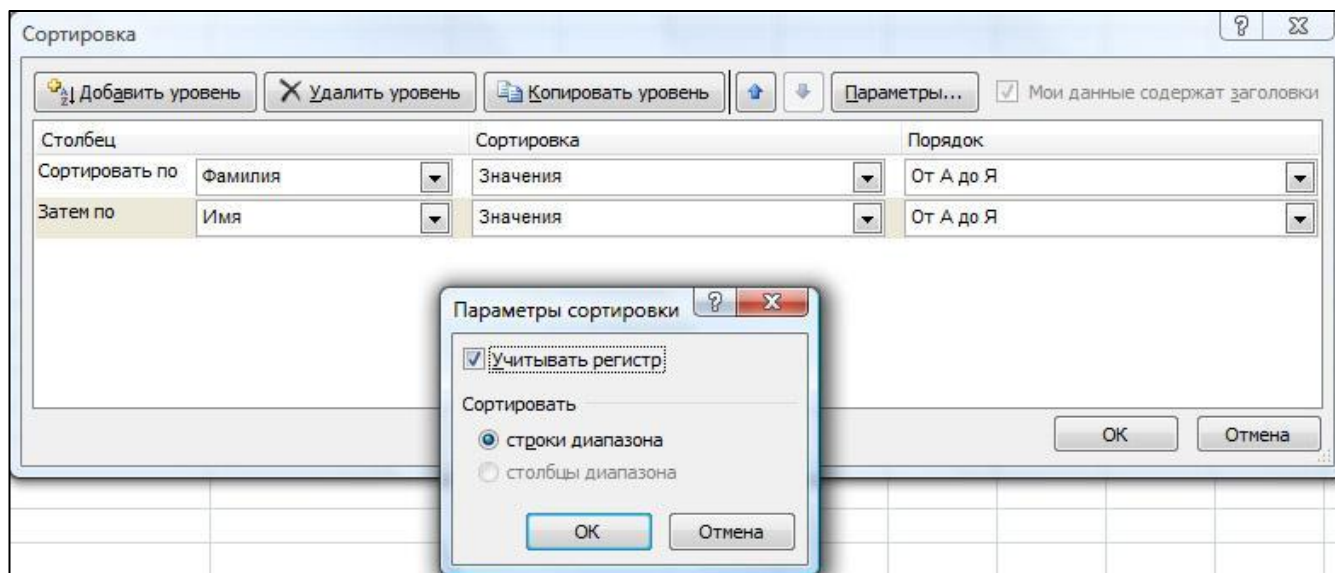 Сортировка
Добавить уровень Удалить уровень Копировать уровень Параметры... Мои данные содержат заголовки
Столбец Сортировка Порядок
Сортировать по Фамилия Значения От А до Я
Затем по Имя Значения От А до Я
Параметры сортировки
Учитывать регистр
Сортировать
строки диапазона
столбцы диапазона
ОК Отмена
ОК Отмена